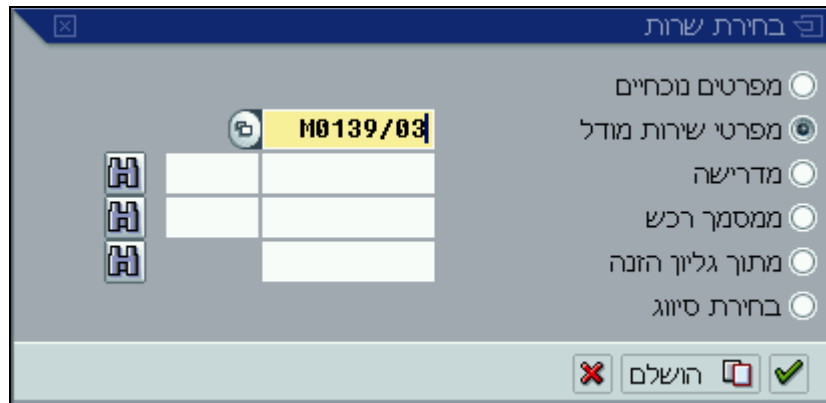 בחירת שרות
מפרטים נוכחיים
מפרטי שירות מודל M0139/03
מדרישה
ממסמך רכש
מתוך גליון הזנה
בחירת סיווג
הושלם